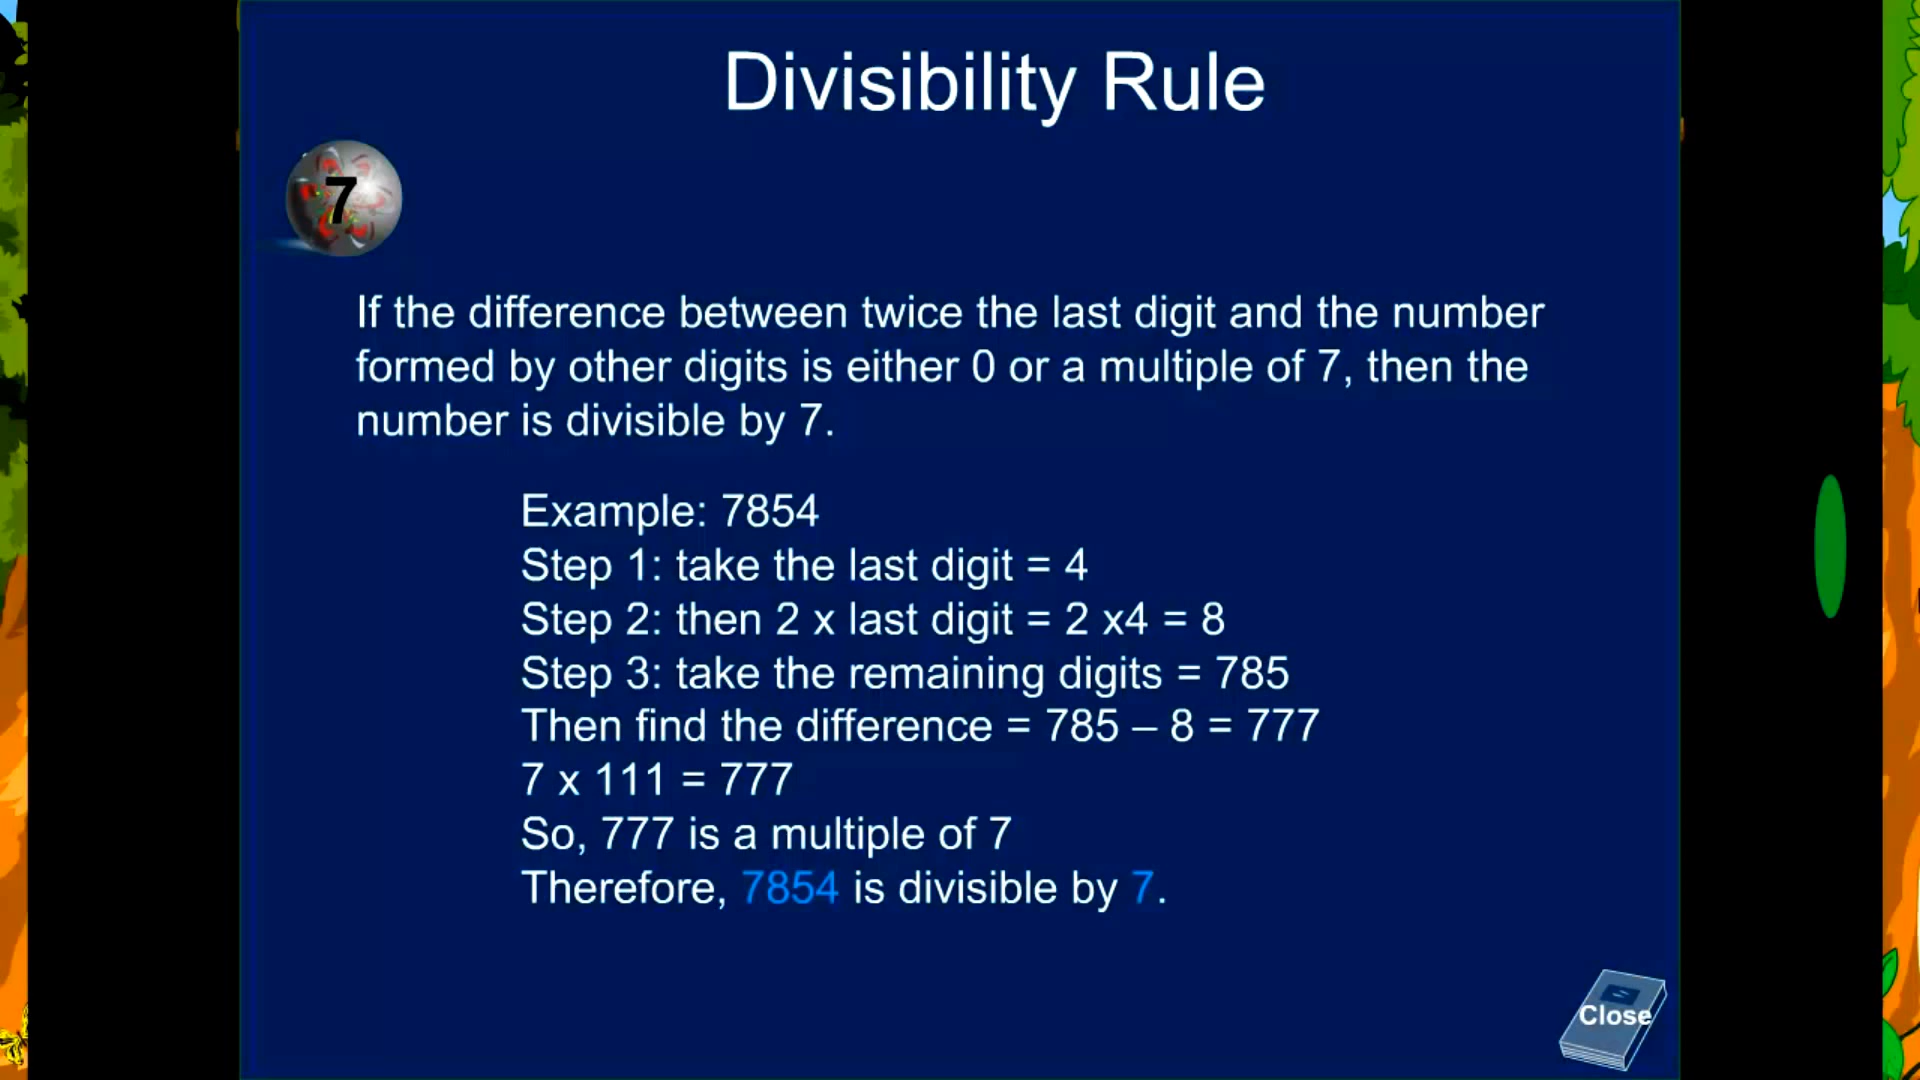 Divisibility Rule
7
If the difference between twice the last digit and the number
formed by other digits is either 0 or a multiple of 7, then the
number is divisible by 7.
Example: 7854
Step 1: take the last digit = 4
Step 2: then 2 x last digit = 2 x4 = 8
Step 3: take the remaining digits = 785
Then find the difference = 785 – 8 = 777
7 x 111 = 777
So, 777 is a multiple of 7
Therefore, 7854 is divisible by 7.
Close